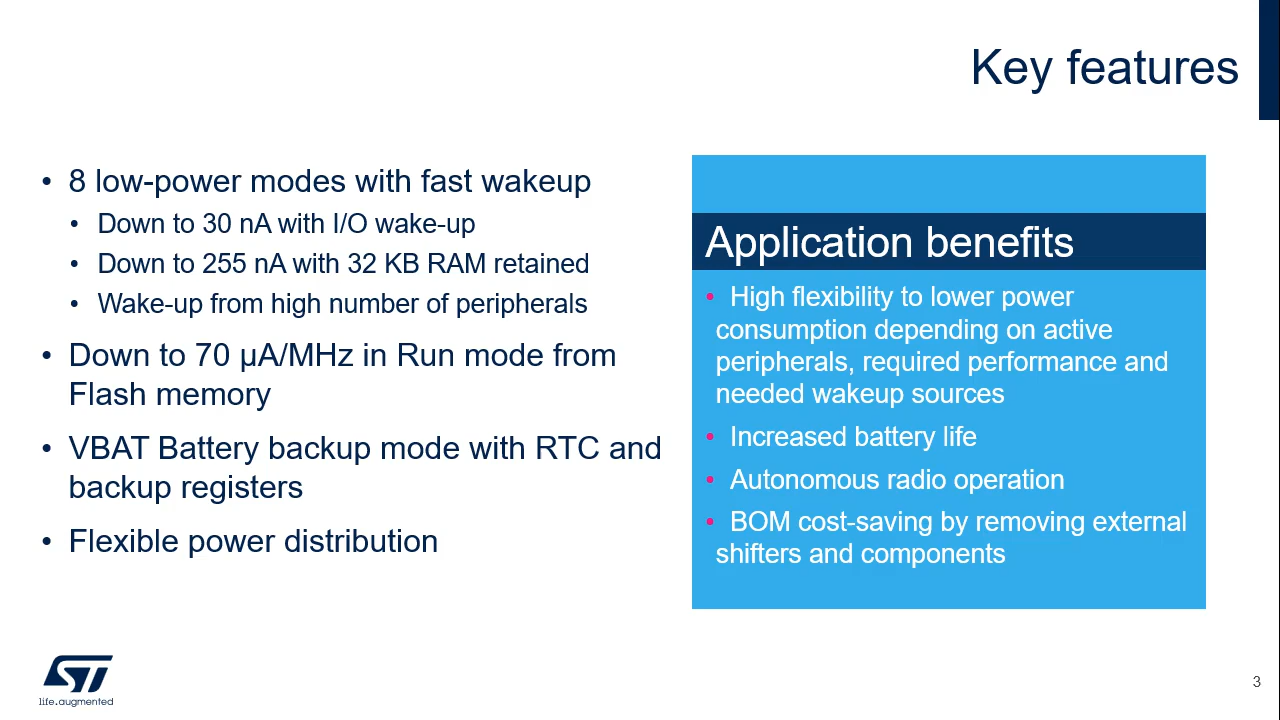 Key features
• 8 low-power modes with fast wakeup
• Down to 30 nA with I/O wake-up
• Down to 255 nA with 32 KB RAM retained
• Wake-up from high number of peripherals
• Down to 70 µA/MHz in Run mode from
Flash memory
• VBAT Battery backup mode with RTC and
backup registers
• Flexible power distribution
Application benefits
• High flexibility to lower power
consumption depending on active
peripherals, required performance and
needed wakeup sources
• Increased battery life
• Autonomous radio operation
• BOM cost-saving by removing external
shifters and components
ST
life.augmented
3